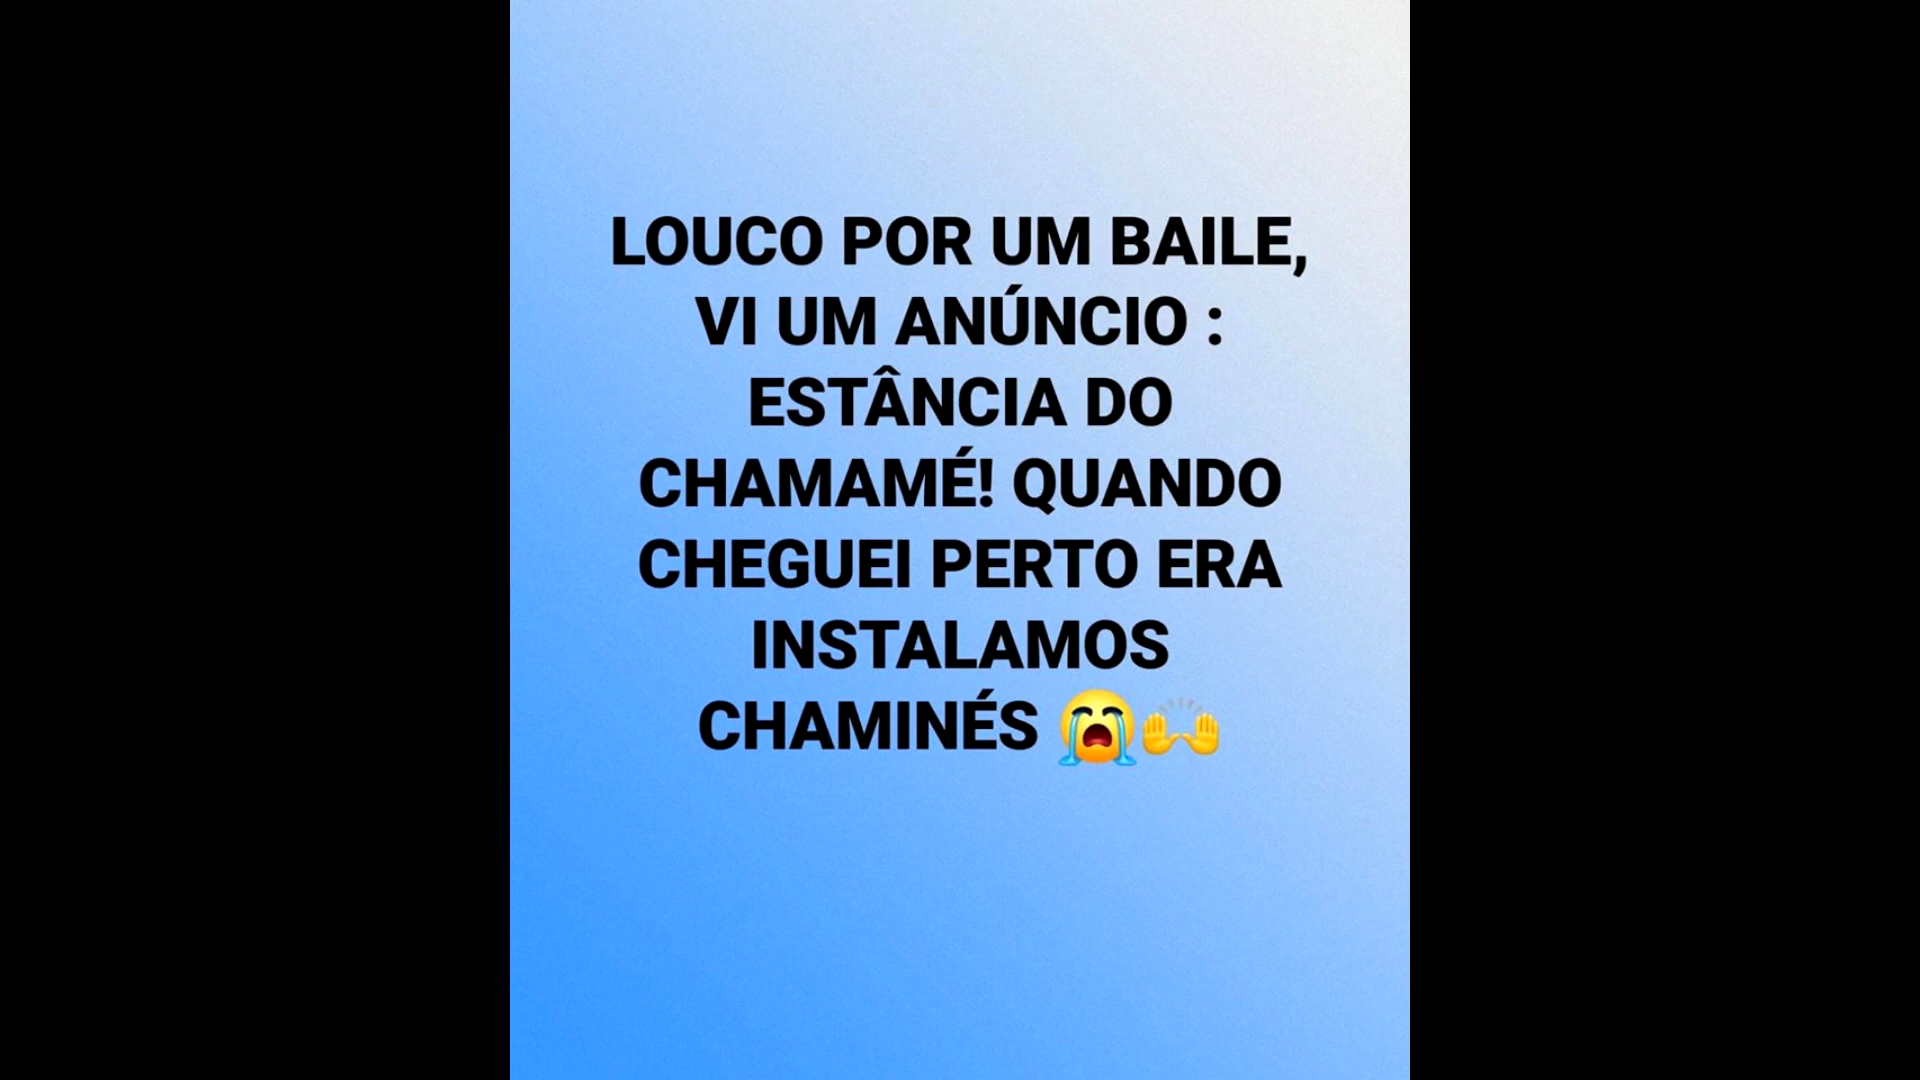 LOUCO POR UM BAILE,
VI UM ANÚNCIO :
ESTÂNCIA DO
CHAMAMÉ! QUANDO
CHEGUEI PERTO ERA
INSTALAMOS
CHAMINÉS 😭🙌